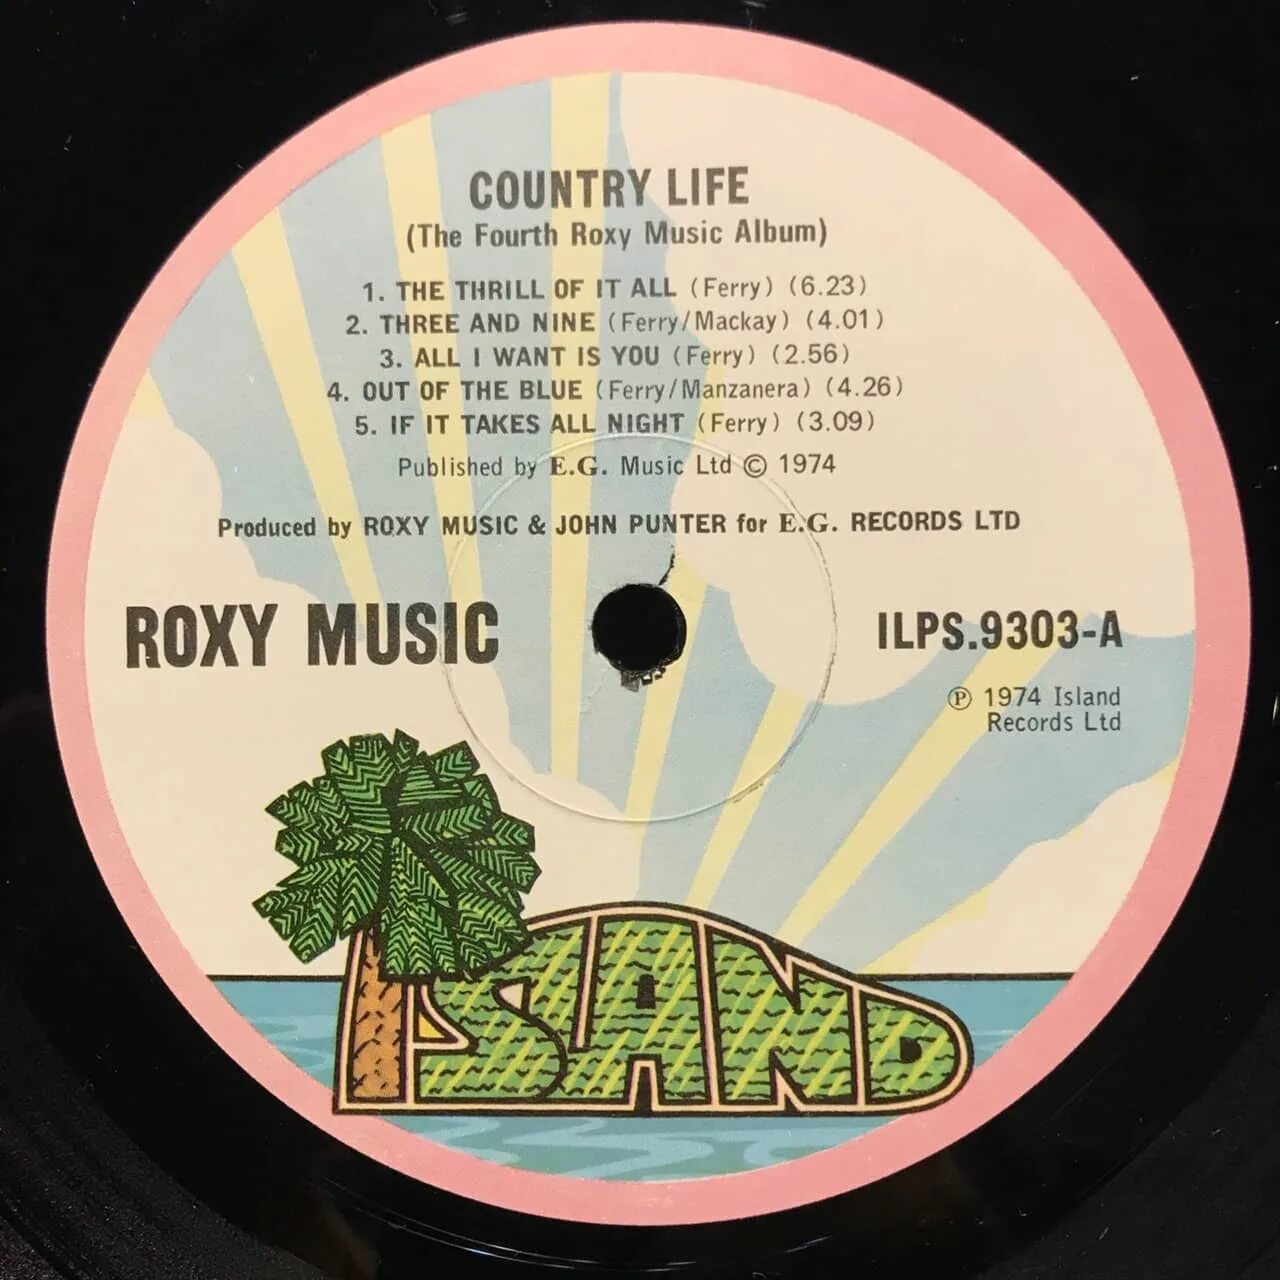 COUNTRY LIFE
(The Fourth Roxy Music Album)
1. THE THRILL OF IT ALL (Ferry) (6.23)
2. THREE AND NINE (Ferry/Mackay) (4.01)
3. ALL I WANT IS YOU (Ferry) (2.56)
4. OUT OF THE BLUE (Ferry/Manzanera) (4.26)
5. IF IT TAKES ALL NIGHT (Ferry) (3.09)
Published by E.G. Music Ltd © 1974
Produced by ROXY MUSIC & JOHN PUNTER for E.G. RECORDS LTD
ROXY MUSIC
ILPS.9303-A
℗ 1974 Island
Records Ltd
ISLAND